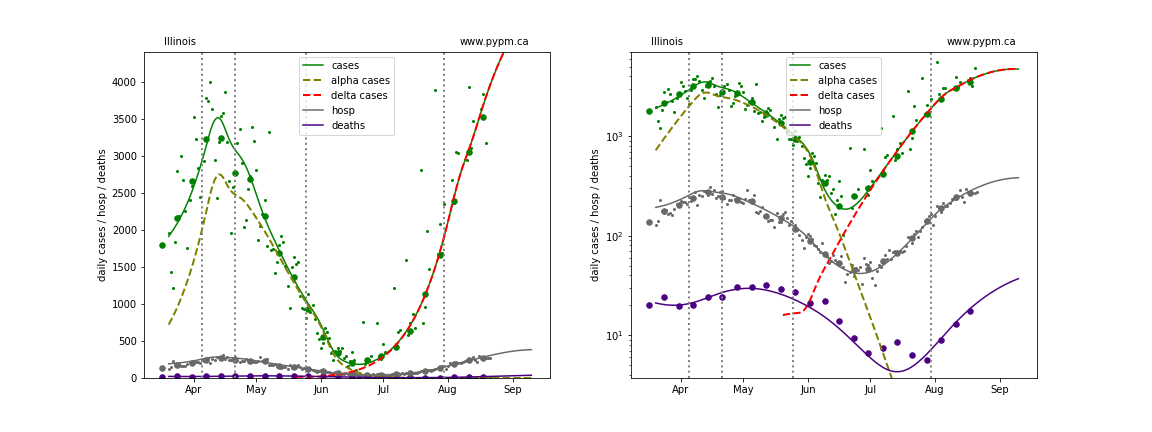 Illinois www.pypm.ca
cases
alpha cases
delta cases
hosp
deaths
daily cases / hosp / deaths
4000
3500
3000
2500
2000
1500
1000
500
0
Apr May Jun Jul Aug Sep
Illinois www.pypm.ca
cases
alpha cases
delta cases
hosp
deaths
daily cases / hosp / deaths
10³
10²
10¹
Apr May Jun Jul Aug Sep